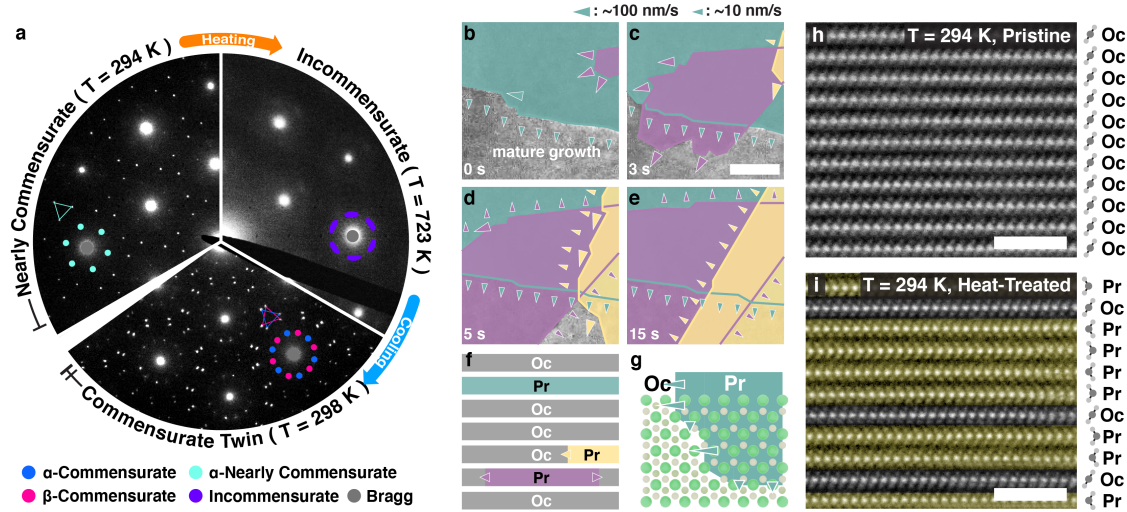 : ~100 nm/s
: ~10 nm/s
a
Heating
Nearly Commensurate ( T = 294 K )
Incommensurate ( T = 723 K )
Cooling
Commensurate Twin ( T = 298 K )
α-Commensurate
α-Nearly Commensurate
β-Commensurate
Incommensurate
Bragg
b
mature growth
0 s
c
3 s
d
5 s
e
15 s
f
Oc
Pr
Oc
Oc
Oc
Pr
Pr
Oc
g
Oc
Pr
h
T = 294 K, Pristine
Oc
Oc
Oc
Oc
Oc
Oc
Oc
Oc
Oc
Oc
Oc
i
T = 294 K, Heat-Treated
Pr
Oc
Pr
Pr
Pr
Pr
Oc
Pr
Pr
Oc
Pr